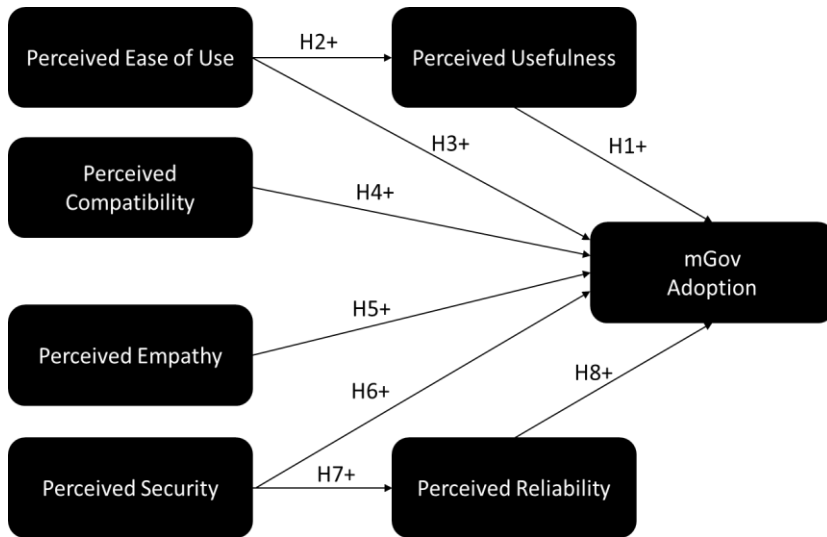 Perceived Ease of Use
H2+
Perceived Usefulness
H3+
H1+
Perceived
Compatibility
H4+
mGov
Adoption
H5+
Perceived Empathy
H6+
H8+
Perceived Security
H7+
Perceived Reliability